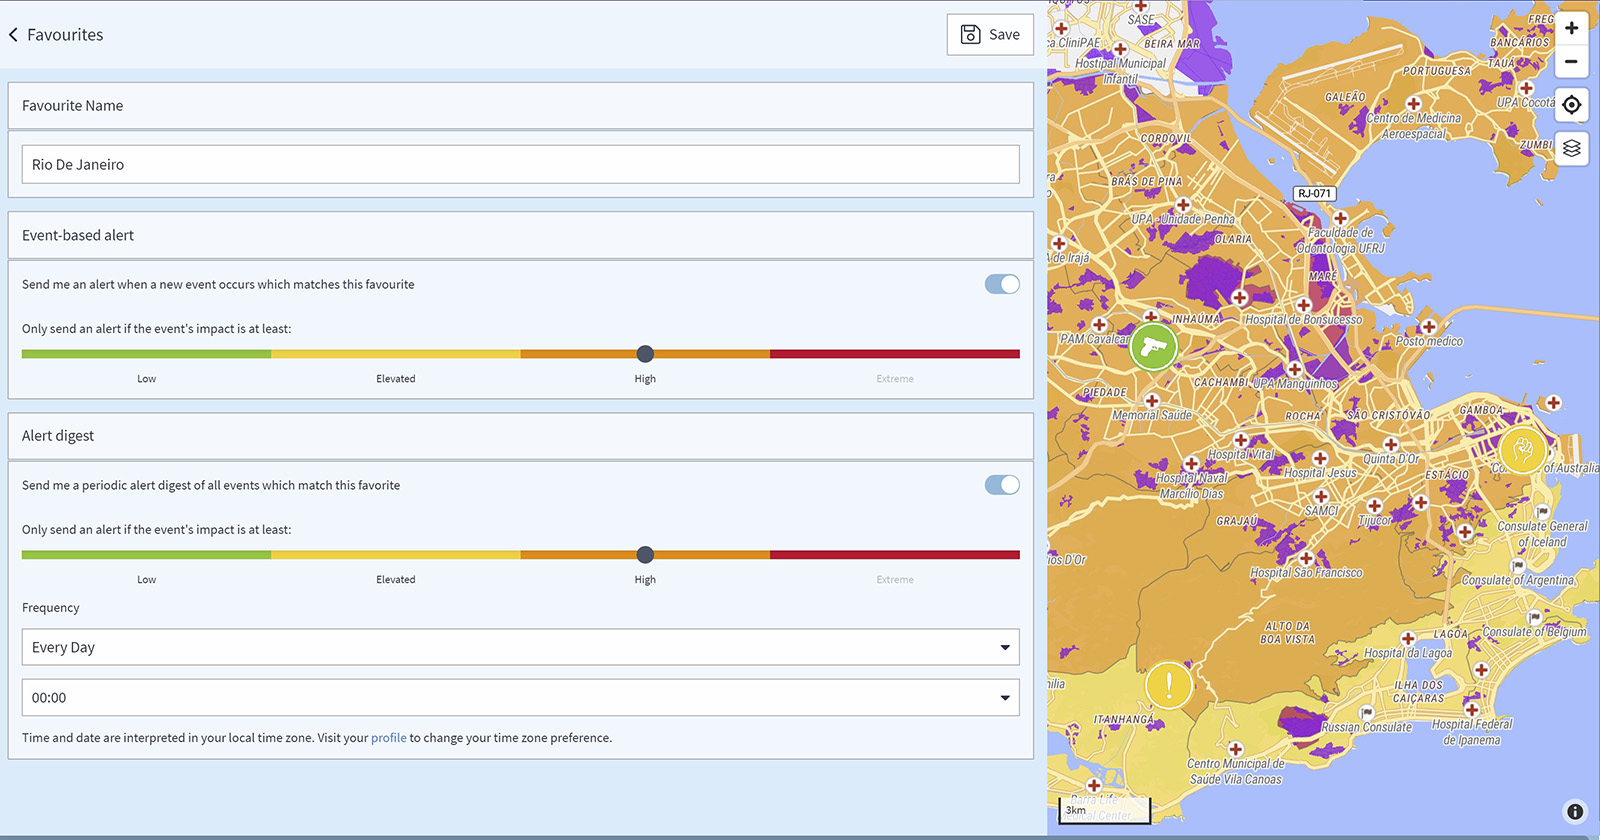 Favourites
Save
Favourite Name
Rio De Janeiro
Event-based alert
Send me an alert when a new event occurs which matches this favourite
Only send an alert if the event's impact is at least:
Low
Elevated
High
Extreme
Alert digest
Send me a periodic alert digest of all events which match this favorite
Only send an alert if the event's impact is at least:
Low
Elevated
High
Extreme
Frequency
Every Day
00:00
Time and date are interpreted in your local time zone. Visit your profile to change your time zone preference.
SASE
BEIRA MAR
Hostipal Municipal
Infantil
FREG
BANCÁRIOS
TAUÁ
PORTUGUESA
UPA Cocotá
GALEÃO
Centro de Medicina
Aeroespacial
ZUMBI
CORDOVIL
BRÁS DE PINA
RJ-071
UPA - Unidade Penha
OLARIA
Faculdade de
Odontologia UFRJ
de Irajá
MARÉ
INHAÚMA
Hospital de Bonsucesso
PAM Cavalcan
Posto medico
CACHAMBI
UPA Manguinhos
PIEDADE
Memorial Saúde
ROCHA
SÃO CRISTÓVÃO
GAMBOA
Hospital Vital
Quinta D'Or
of Australia
Hospital Jesus
ESTÁCIO
Hospital Naval
Marcílio Dias
SAMCI
Tijucor
GRAJAÚ
Consulate General
of Iceland
D'Or
Hospital São Francisco
Consulate of Argentina
ALTO DA
BOA VISTA
LAGOA
Consulate of Belgium
Hospital da Lagoa
ILHA DOS
CAIÇARAS
ITANHANGÁ
Russian Consulate
Hospital Federal
de Ipanema
Centro Municipal de
Saúde Vila Canoas
Barra Life
Medical Center
3km